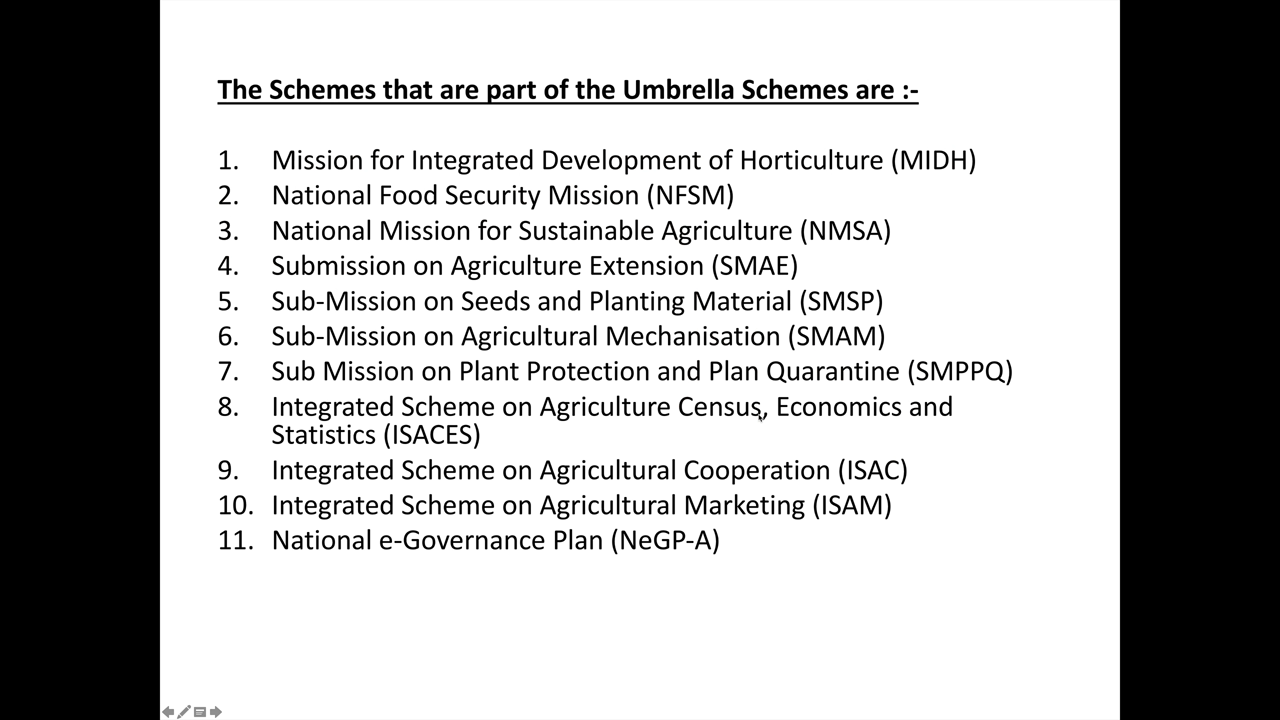 The Schemes that are part of the Umbrella Schemes are :-
1. Mission for Integrated Development of Horticulture (MIDH)
2. National Food Security Mission (NFSM)
3. National Mission for Sustainable Agriculture (NMSA)
4. Submission on Agriculture Extension (SMAE)
5. Sub-Mission on Seeds and Planting Material (SMSP)
6. Sub-Mission on Agricultural Mechanisation (SMAM)
7. Sub Mission on Plant Protection and Plan Quarantine (SMPPQ)
8. Integrated Scheme on Agriculture Census, Economics and
Statistics (ISACES)
9. Integrated Scheme on Agricultural Cooperation (ISAC)
10. Integrated Scheme on Agricultural Marketing (ISAM)
11. National e-Governance Plan (NeGP-A)